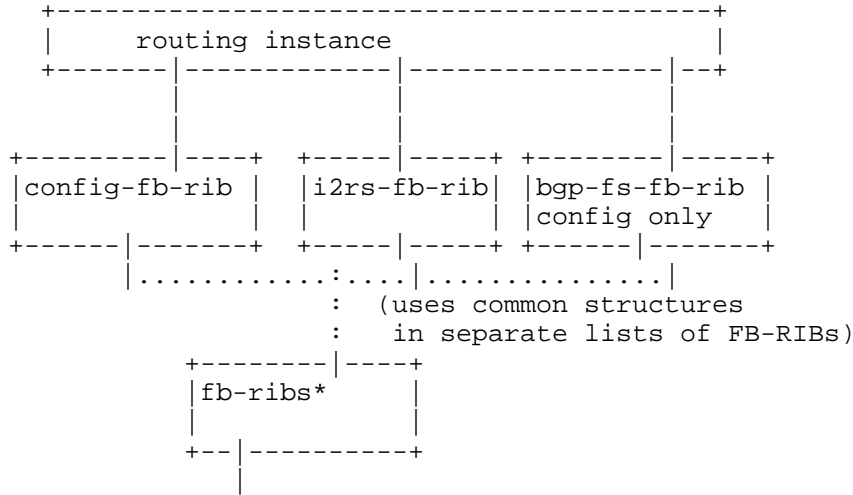 routing instance
config-fb-rib i2rs-fb-rib bgp-fs-fb-rib
config only
(uses common structures
in separate lists of FB-RIBs)
fb-ribs*